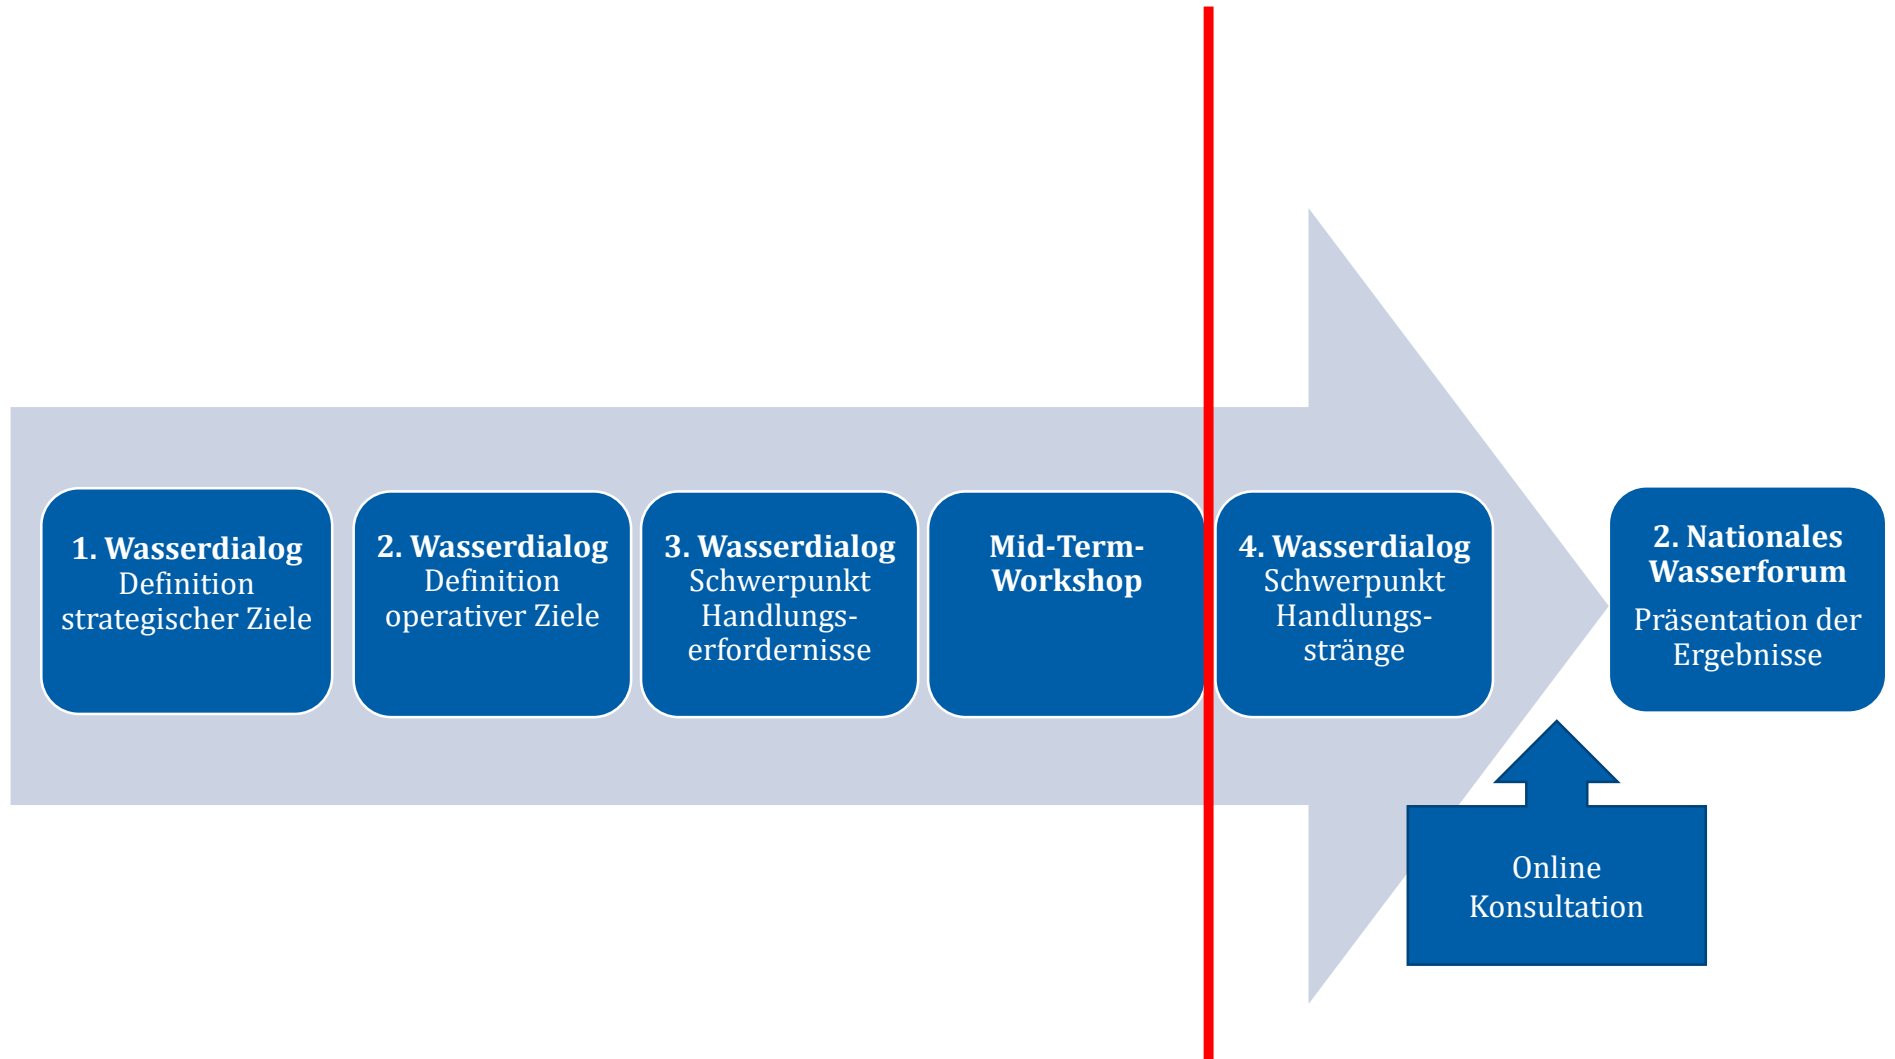 1. Wasserdialog
Definition
strategischer Ziele
2. Wasserdialog
Definition
operativer Ziele
3. Wasserdialog
Schwerpunkt
Handlungs-
erfordernisse
Mid-Term-
Workshop
4. Wasserdialog
Schwerpunkt
Handlungs-
stränge
2. Nationales
Wasserforum
Präsentation der
Ergebnisse
Online
Konsultation